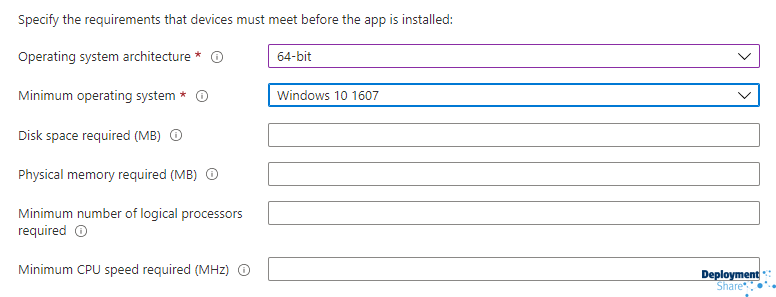 Specify the requirements that devices must meet before the app is installed:
Operating system architecture *
64-bit
Minimum operating system *
Windows 10 1607
Disk space required (MB)
Physical memory required (MB)
Minimum number of logical processors
required
Minimum CPU speed required (MHz)
Deployment
Share